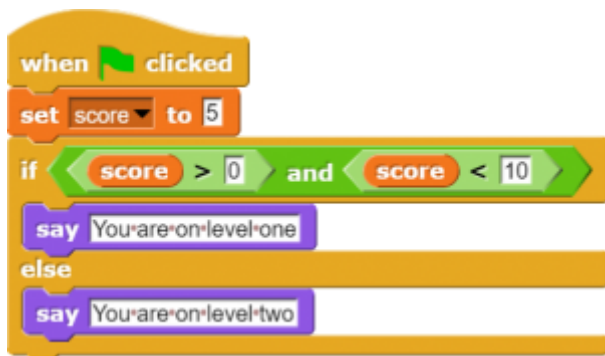 when clicked
set score to 5
if score > 0 and score < 10
say You are on level one
else
say You are on level two